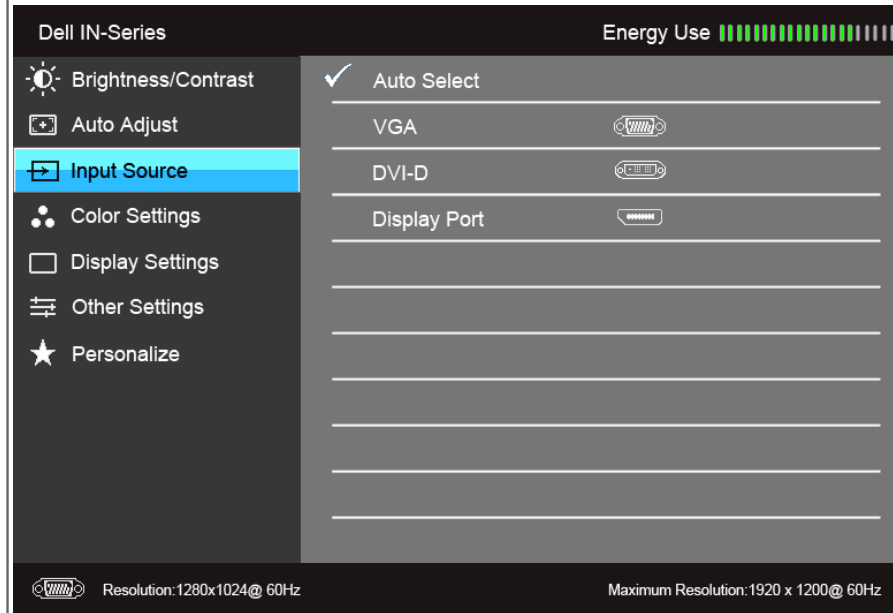 Dell IN-Series Energy Use
Brightness/Contrast
Auto Adjust
Input Source
Color Settings
Display Settings
Other Settings
Personalize
Auto Select
VGA
DVI-D
Display Port
Resolution:1280x1024@ 60Hz Maximum Resolution:1920 x 1200@ 60Hz